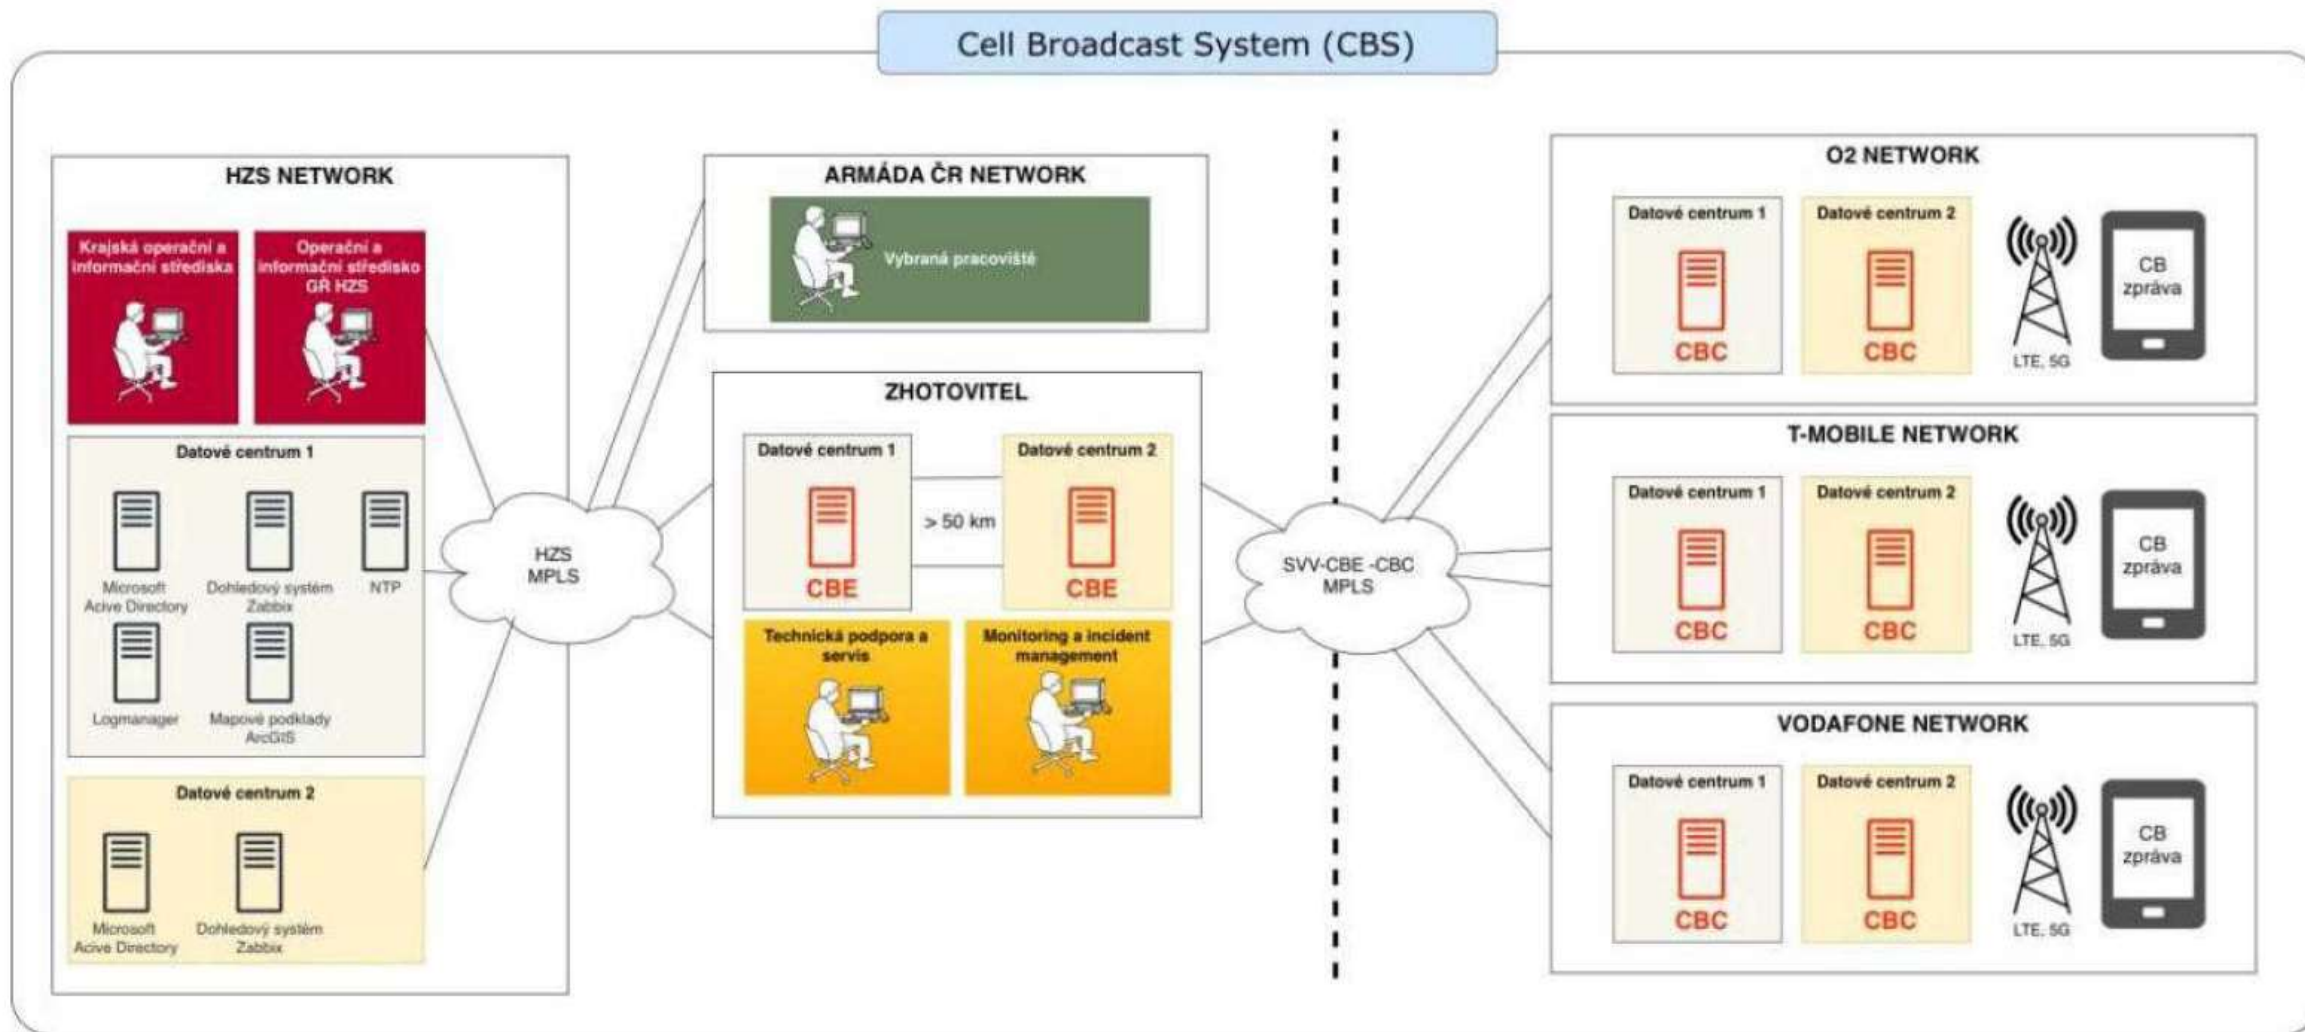 Cell Broadcast System (CBS)
HZS NETWORK
Krajská operační a
informační střediska
Operační a
informační středisko
GŘ HZS
Datové centrum 1
Microsoft
Acive Directory
Dohledový systém
Zabbix
NTP
Logmanager
Mapové podklady
ArcGIS
Datové centrum 2
Microsoft
Acive Directory
Dohledový systém
Zabbix
HZS
MPLS
ARMÁDA ČR NETWORK
Vybraná pracoviště
ZHOTOVITEL
Datové centrum 1
CBE
> 50 km
Datové centrum 2
CBE
Technická podpora a
servis
Monitoring a incident
management
SVV-CBE -CBC
MPLS
O2 NETWORK
Datové centrum 1
CBC
Datové centrum 2
CBC
LTE, 5G
CB
zpráva
T-MOBILE NETWORK
Datové centrum 1
CBC
Datové centrum 2
CBC
LTE, 5G
CB
zpráva
VODAFONE NETWORK
Datové centrum 1
CBC
Datové centrum 2
CBC
LTE, 5G
CB
zpráva